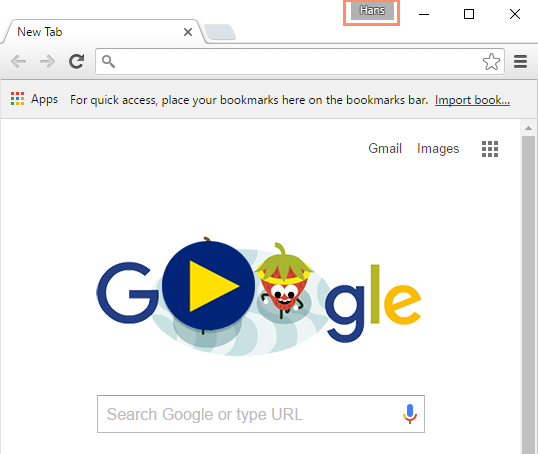 Hans
New Tab
Apps For quick access, place your bookmarks here on the bookmarks bar. Import book...
Gmail Images
Google
Search Google or type URL